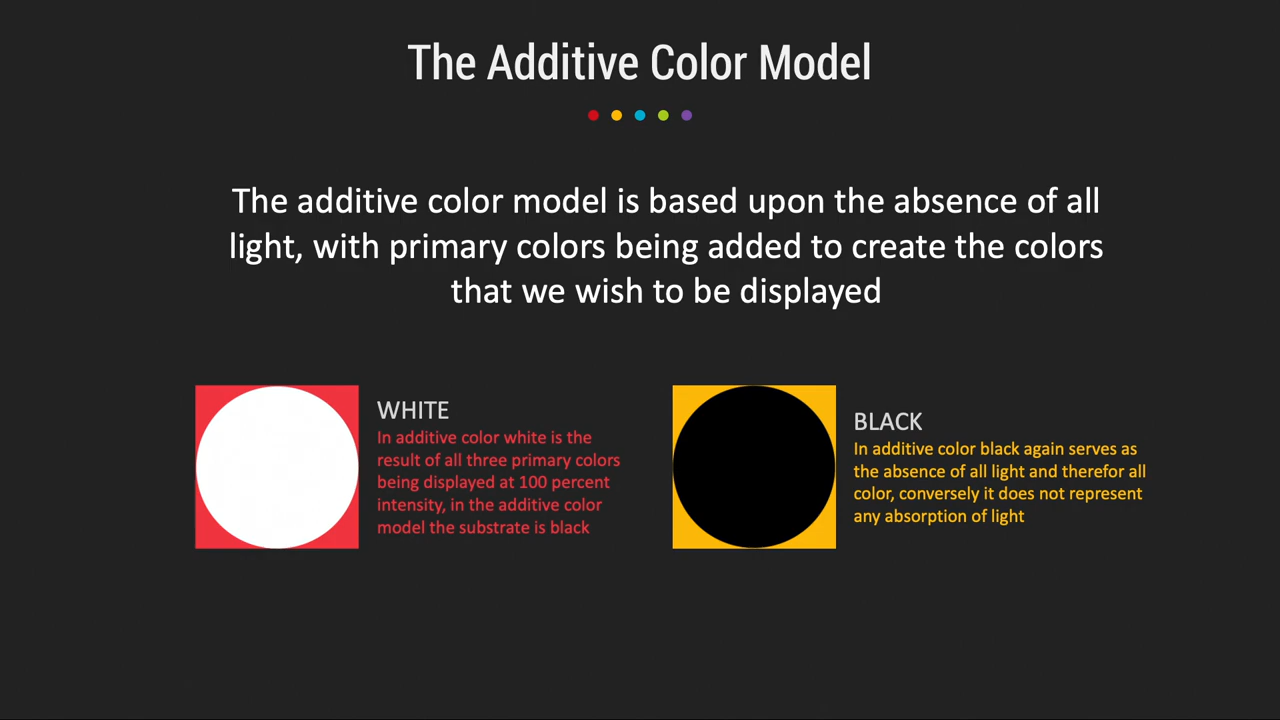 The Additive Color Model
The additive color model is based upon the absence of all
light, with primary colors being added to create the colors
that we wish to be displayed
WHITE
In additive color white is the
result of all three primary colors
being displayed at 100 percent
intensity, in the additive color
model the substrate is black
BLACK
In additive color black again serves as
the absence of all light and therefor all
color, conversely it does not represent
any absorption of light